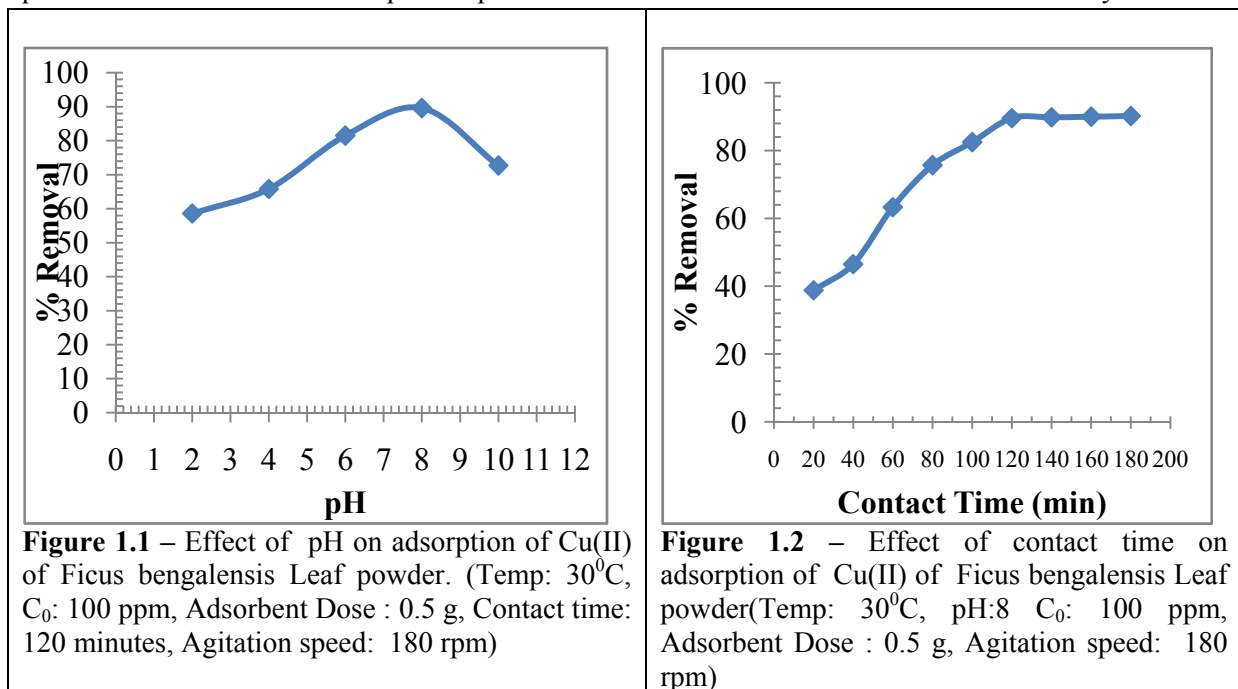 100
90
80
70
60
50
40
30
20
10
0
% Removal
0 1 2 3 4 5 6 7 8 9 10 11 12
pH
Figure 1.1 – Effect of pH on adsorption of Cu(II)
of Ficus bengalensis Leaf powder. (Temp: 30⁰C,
C₀: 100 ppm, Adsorbent Dose : 0.5 g, Contact time:
120 minutes, Agitation speed: 180 rpm)
100
80
60
40
20
0
% Removal
0 20 40 60 80 100 120 140 160 180 200
Contact Time (min)
Figure 1.2 – Effect of contact time on
adsorption of Cu(II) of Ficus bengalensis Leaf
powder(Temp: 30⁰C, pH:8 C₀: 100 ppm,
Adsorbent Dose : 0.5 g, Agitation speed: 180
rpm)